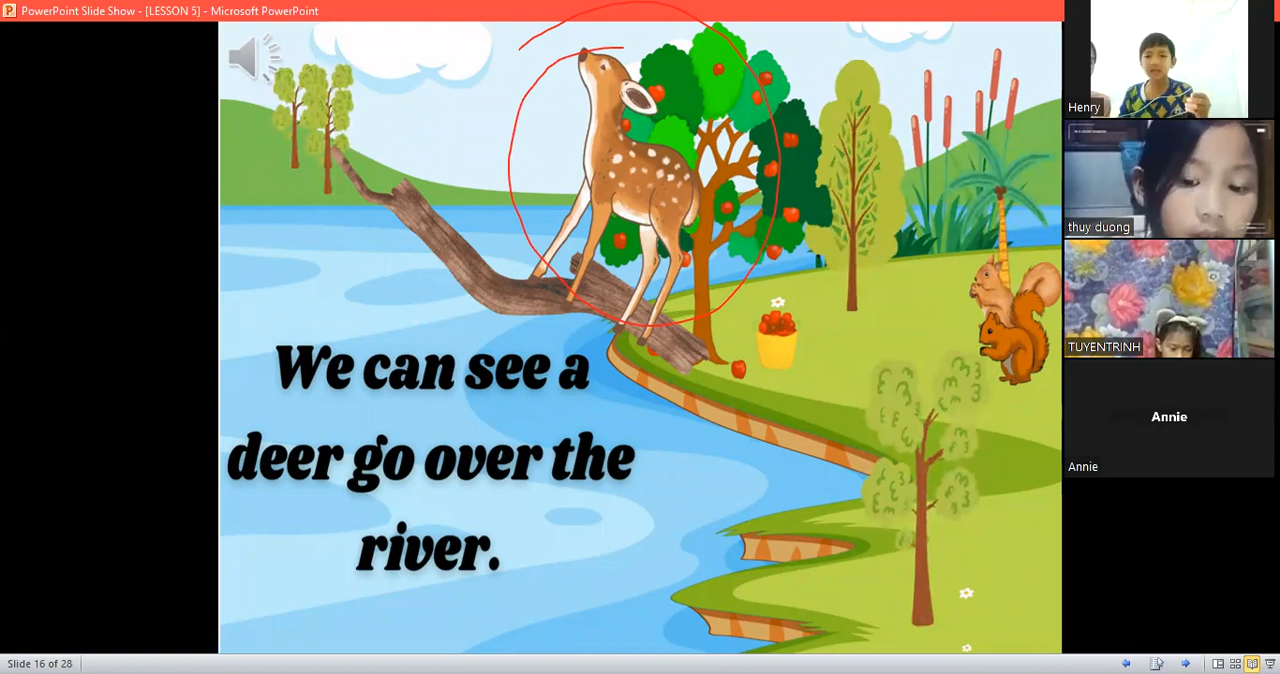 PowerPoint Slide Show - [LESSON 5] - Microsoft PowerPoint
We can see a
deer go over the
river.
Henry
thuy duong
TUYENTRINH
Annie
Annie
Slide 16 of 28